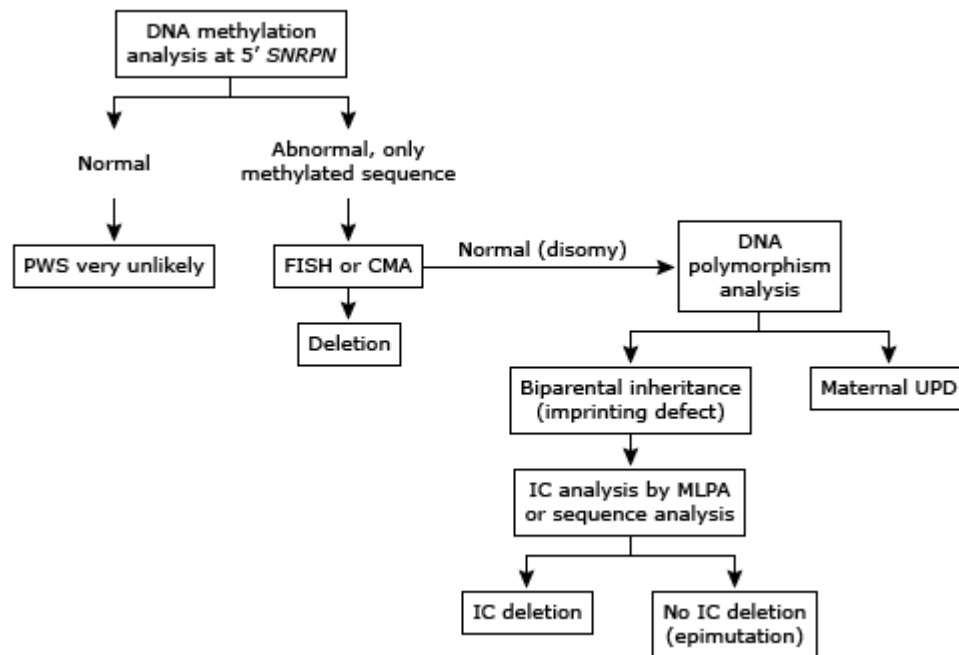 DNA methylation
analysis at 5′ SNRPN
Normal
Abnormal, only
methylated sequence
PWS very unlikely
FISH or CMA
Normal (disomy)
DNA
polymorphism
analysis
Deletion
Biparental inheritance
(imprinting defect)
Maternal UPD
IC analysis by MLPA
or sequence analysis
IC deletion
No IC deletion
(epimutation)